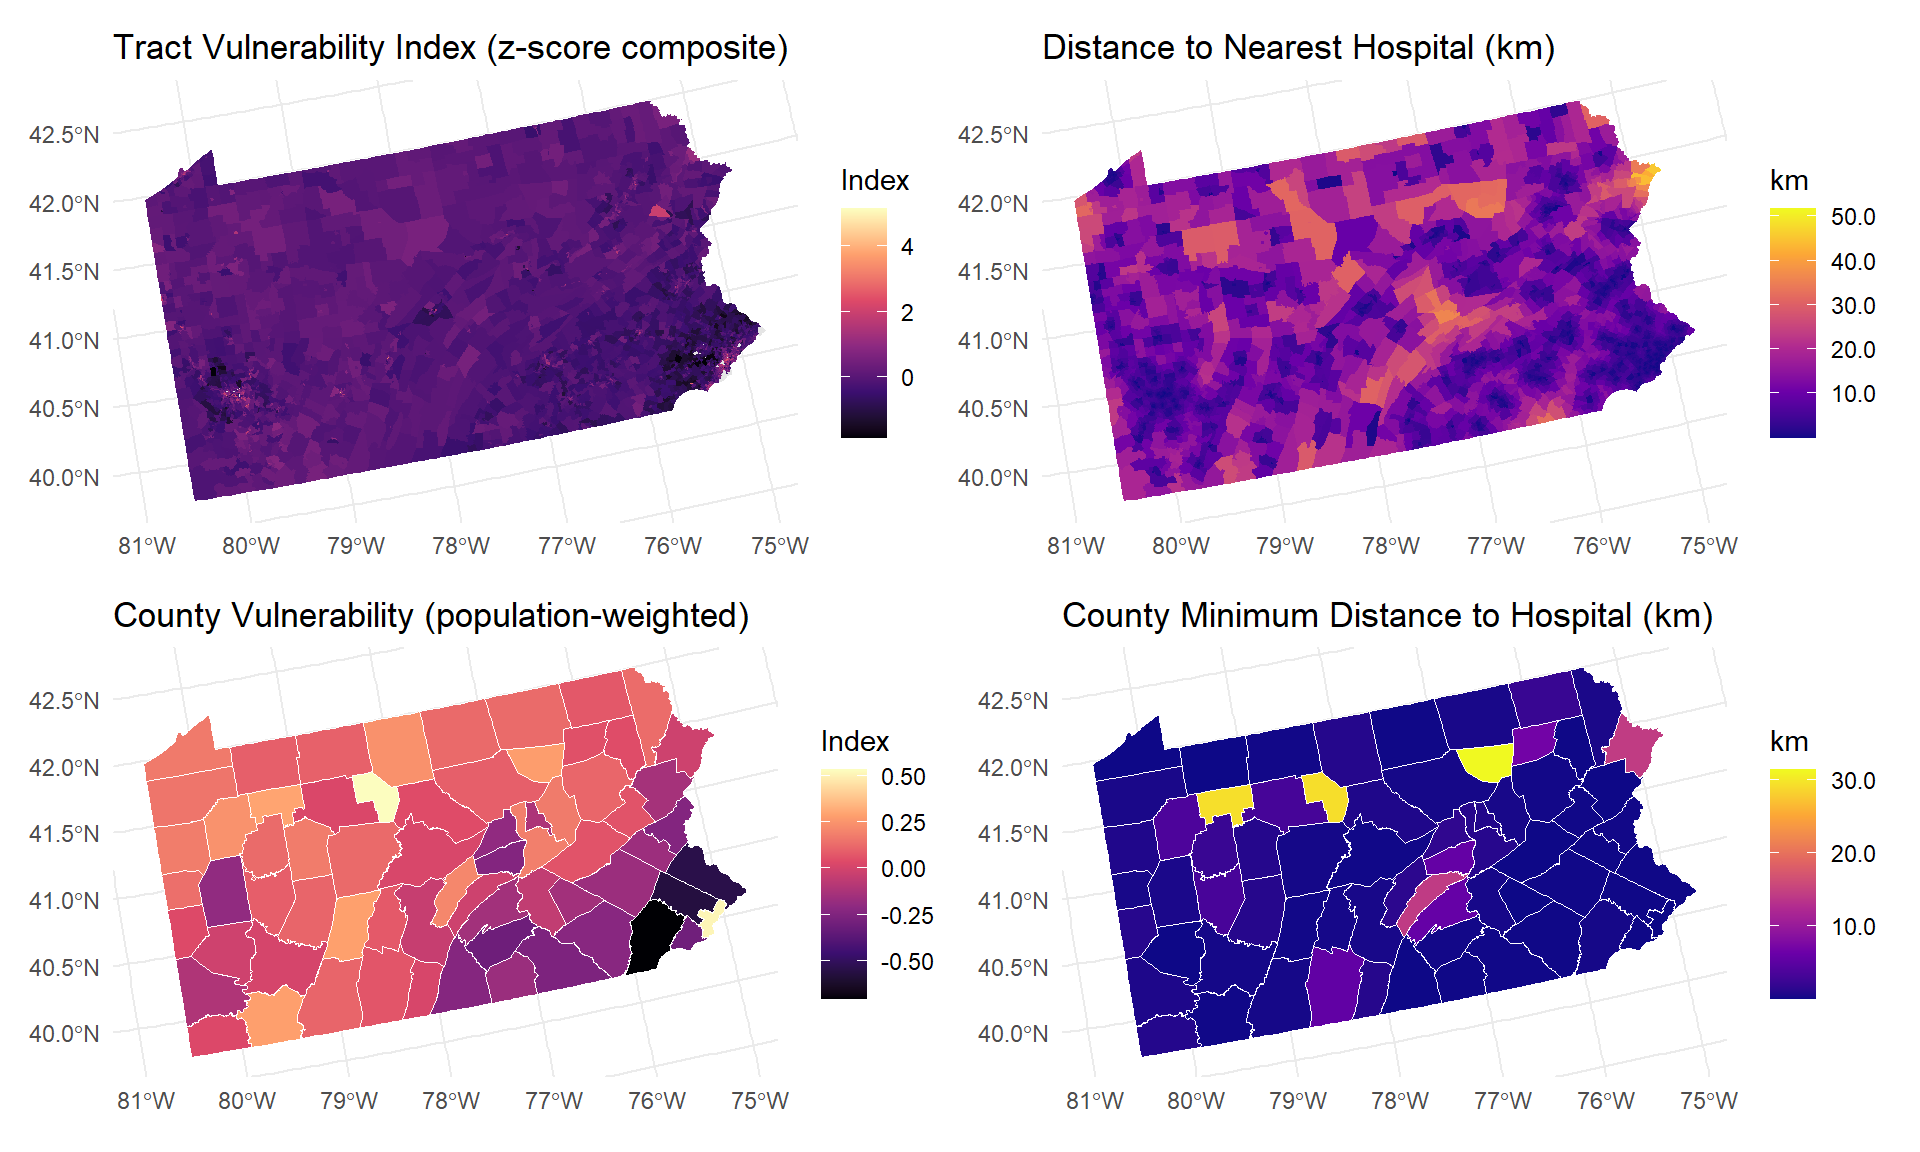 Tract Vulnerability Index (z-score composite)
42.5°N
42.0°N
41.5°N
41.0°N
40.5°N
40.0°N
81°W 80°W 79°W 78°W 77°W 76°W 75°W
Index
4
2
0
Distance to Nearest Hospital (km)
42.5°N
42.0°N
41.5°N
41.0°N
40.5°N
40.0°N
81°W 80°W 79°W 78°W 77°W 76°W 75°W
km
50.0
40.0
30.0
20.0
10.0
County Vulnerability (population-weighted)
42.5°N
42.0°N
41.5°N
41.0°N
40.5°N
40.0°N
81°W 80°W 79°W 78°W 77°W 76°W 75°W
Index
0.50
0.25
0.00
-0.25
-0.50
County Minimum Distance to Hospital (km)
42.5°N
42.0°N
41.5°N
41.0°N
40.5°N
40.0°N
81°W 80°W 79°W 78°W 77°W 76°W 75°W
km
30.0
20.0
10.0